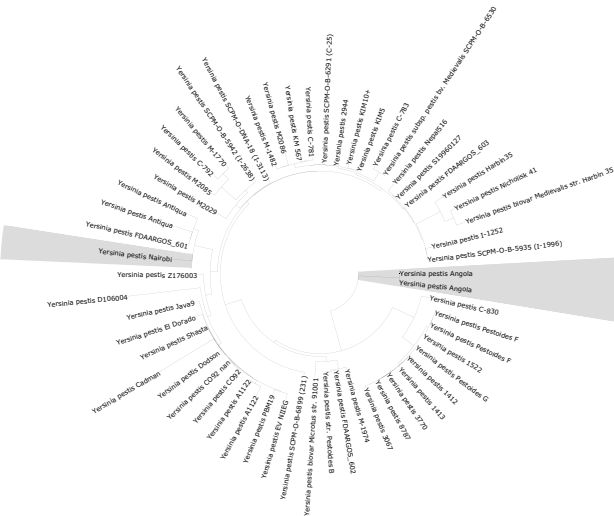 Yersinia pestis SCPM-O-B-6291 (C-25)
Yersinia pestis 2944
Yersinia pestis KIM10+
Yersinia pestis KIM5
Yersinia pestis C-783
Yersinia pestis subsp. pestis bv. Medievalis SCPM-O-B-6530
Yersinia pestis Nepal516
Yersinia pestis S19960127
Yersinia pestis FDAARGOS_603
Yersinia pestis Harbin35
Yersinia pestis Nicholisk 41
Yersinia pestis biovar Medievalis str. Harbin 35
Yersinia pestis I-1252
Yersinia pestis SCPM-O-B-5935 (I-1996)
Yersinia pestis Angola
Yersinia pestis Angola
Yersinia pestis C-830
Yersinia pestis Pestoides F
Yersinia pestis Pestoides F
Yersinia pestis 1522
Yersinia pestis Pestoides G
Yersinia pestis 1412
Yersinia pestis 1413
Yersinia pestis 3770
Yersinia pestis 8787
Yersinia pestis 3067
Yersinia pestis M-1974
Yersinia pestis FDAARGOS_602
Yersinia pestis str. Pestoides B
Yersinia pestis biovar Microtus str. 91001
Yersinia pestis SCPM-O-B-6899 (231)
Yersinia pestis EV NIIEG
Yersinia pestis PBM19
Yersinia pestis A1122
Yersinia pestis A1122
Yersinia pestis CO92
Yersinia pestis CO92_nan
Yersinia pestis Dodson
Yersinia pestis Cadman
Yersinia pestis Shasta
Yersinia pestis El Dorado
Yersinia pestis Java9
Yersinia pestis D106004
Yersinia pestis Z176003
Yersinia pestis Nairobi
Yersinia pestis FDAARGOS_601
Yersinia pestis Antiqua
Yersinia pestis Antiqua
Yersinia pestis M2029
Yersinia pestis M2085
Yersinia pestis C-792
Yersinia pestis M-1770
Yersinia pestis SCPM-O-B-5942 (I-2638)
Yersinia pestis SCPM-O-DNA-18 (I-3113)
Yersinia pestis M-1482
Yersinia pestis M2086
Yersinia pestis KM 567
Yersinia pestis C-781